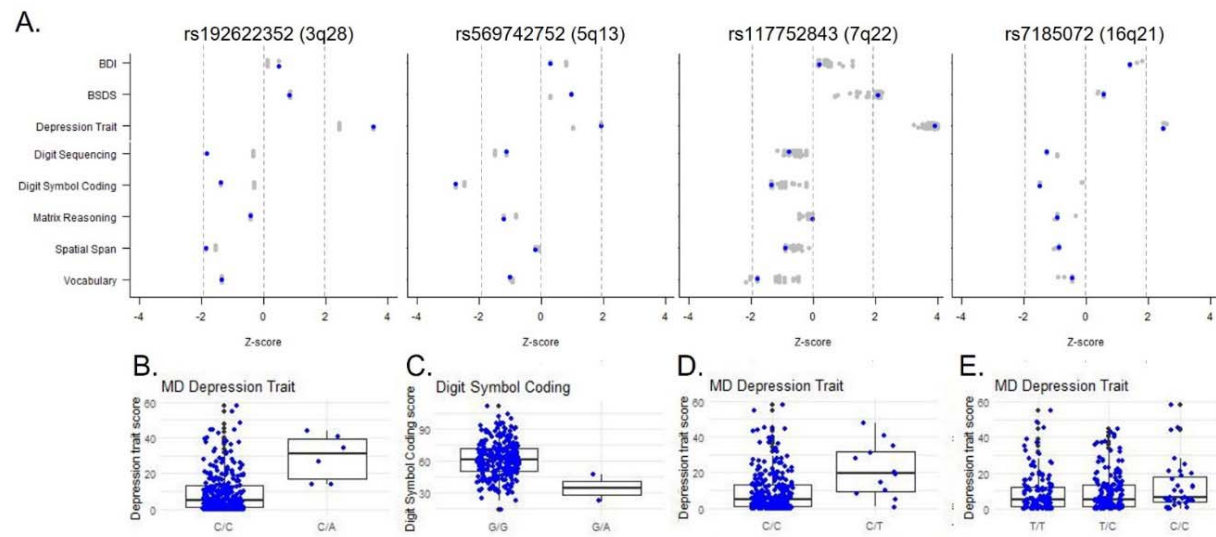 A.
rs192622352 (3q28) rs569742752 (5q13) rs117752843 (7q22) rs7185072 (16q21)
BDI
BSDS
Depression Trait
Digit Sequencing
Digit Symbol Coding
Matrix Reasoning
Spatial Span
Vocabulary
-4 -2 0 2 4 -4 -2 0 2 4 -4 -2 0 2 4 -4 -2 0 2 4
Z-score Z-score Z-score Z-score
B. C. D. E.
MD Depression Trait Digit Symbol Coding MD Depression Trait MD Depression Trait
Depression trait score
60
40
20
0
C/C C/A
Digit Symbol Coding score
90
60
30
G/G G/A
Depression trait score
60
40
20
0
C/C C/T
Depression trait score
60
40
20
0
T/T T/C C/C